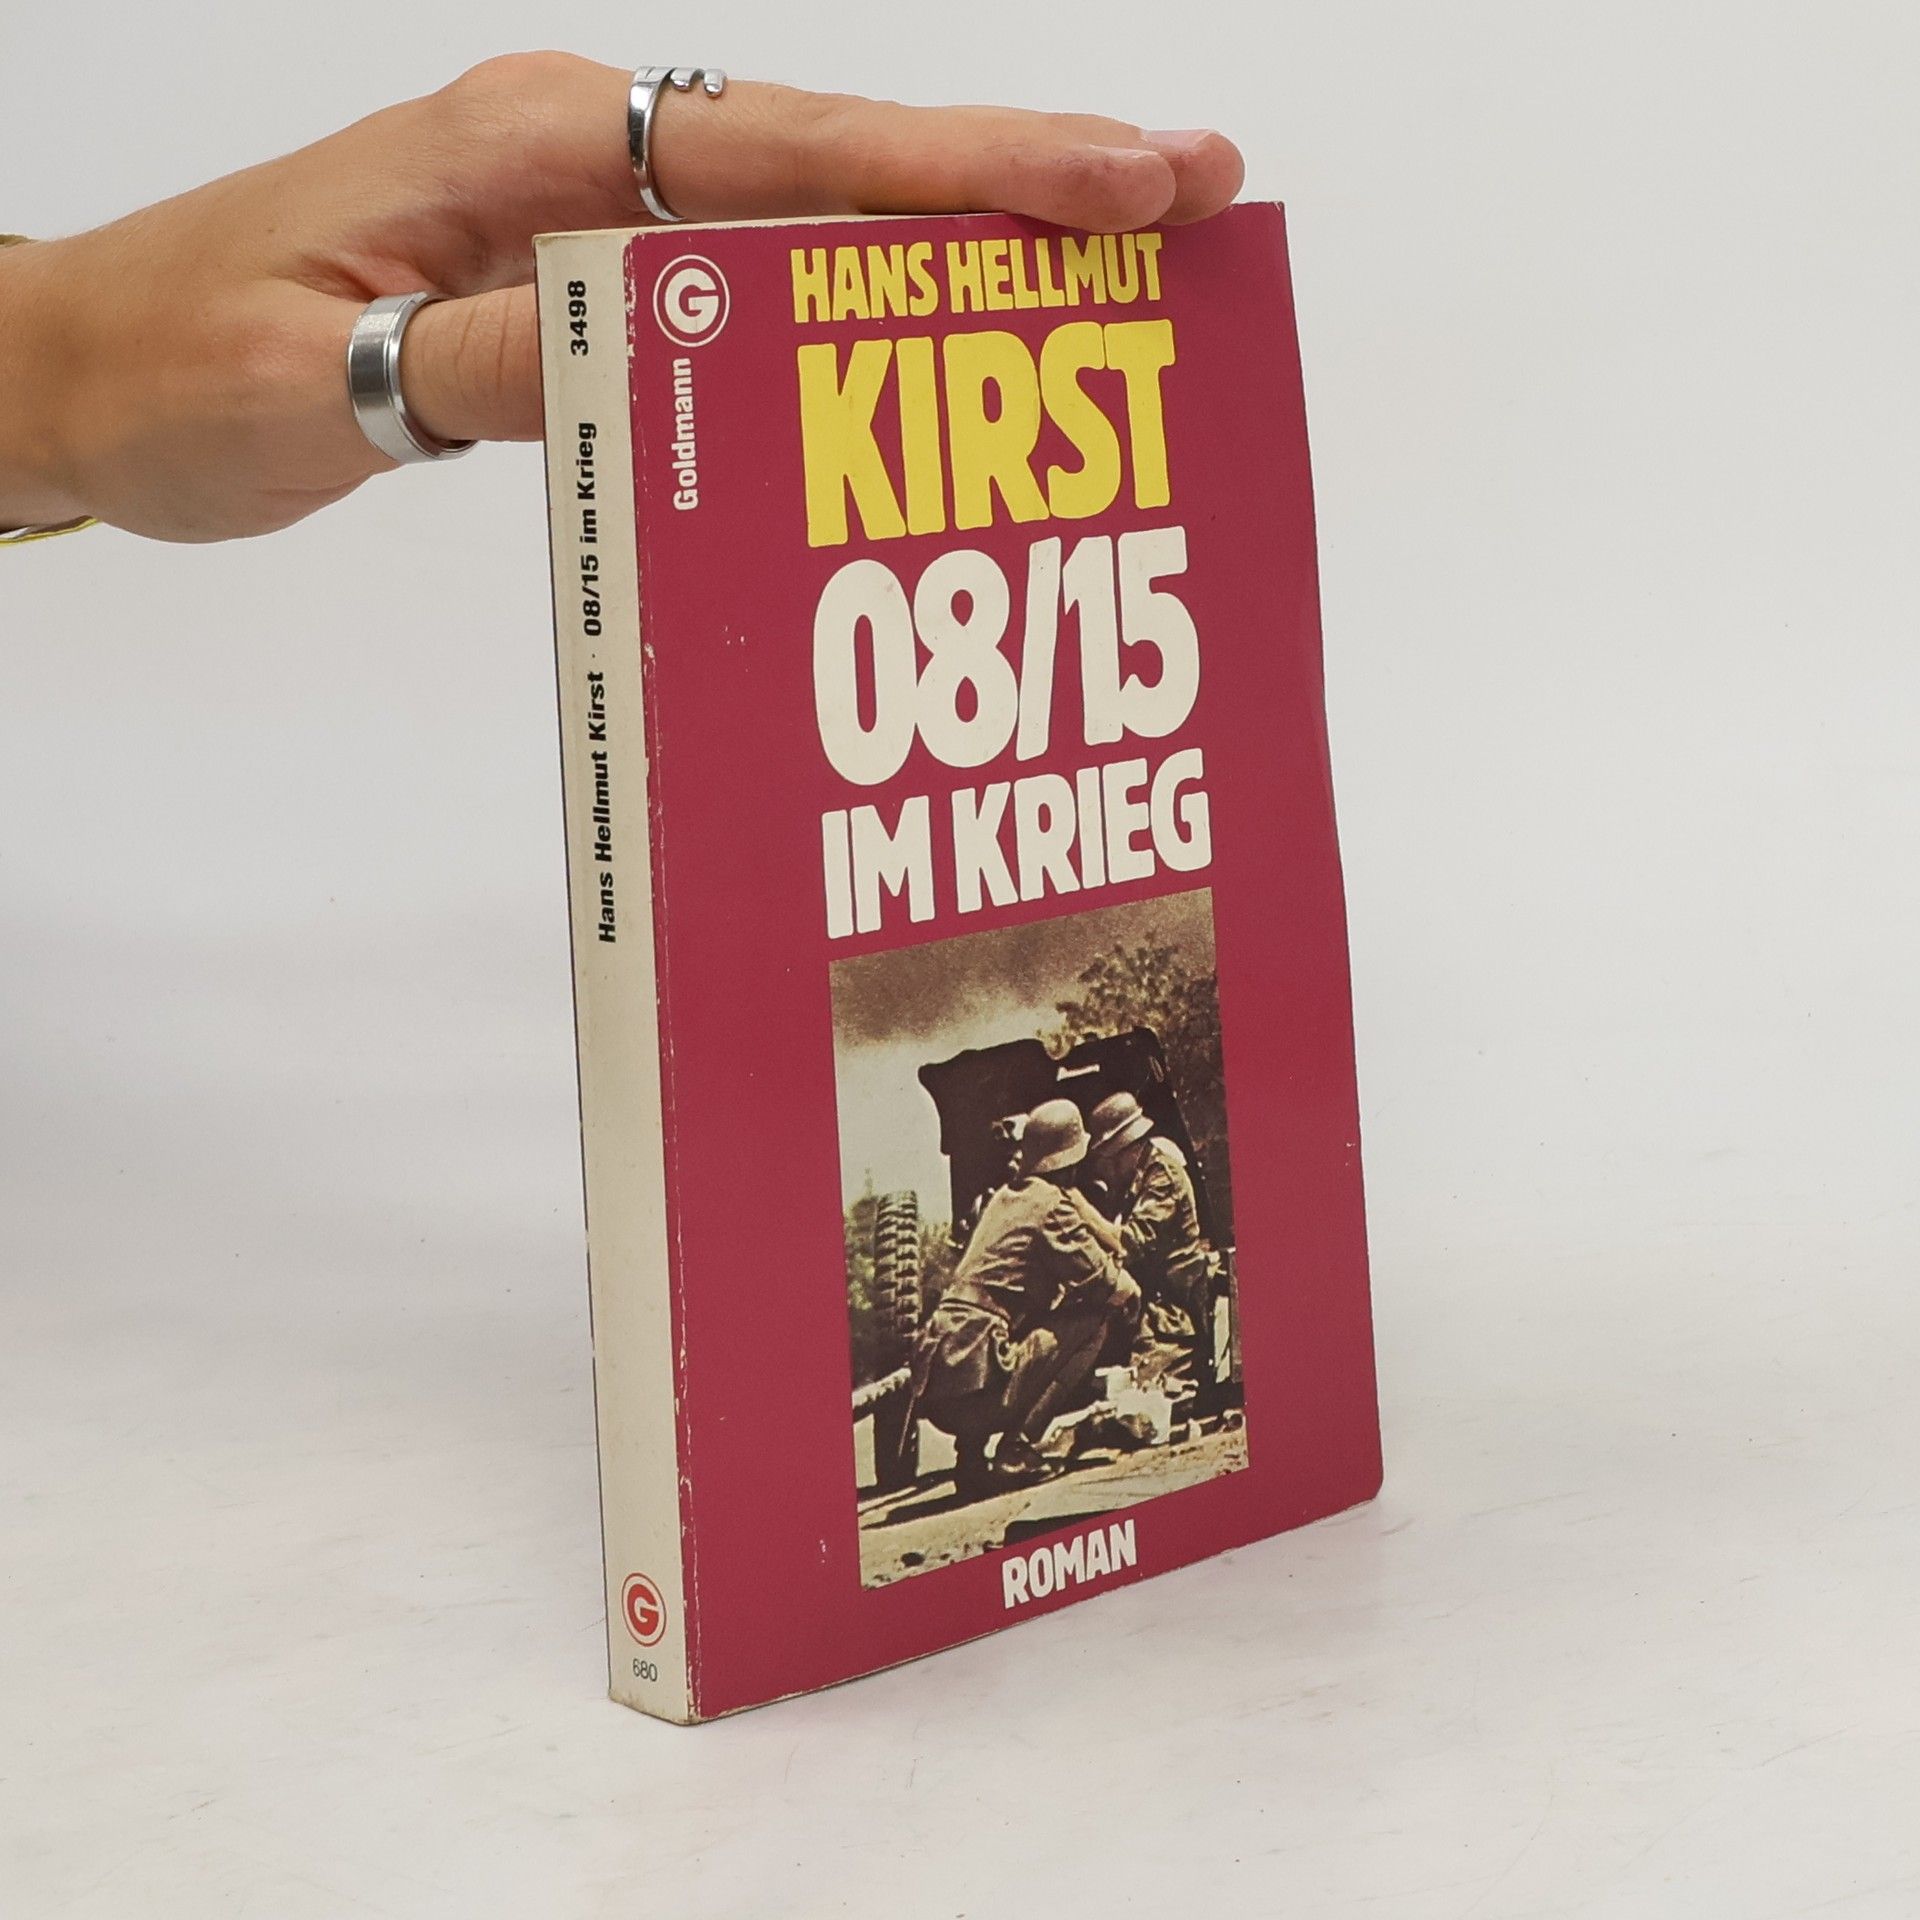 3498
Hans Hellmut Kirst · 08/15 im Krieg
G
680
G
Goldmann
HANS HELLMUT
KIRST
08/15
IM KRIEG
ROMAN